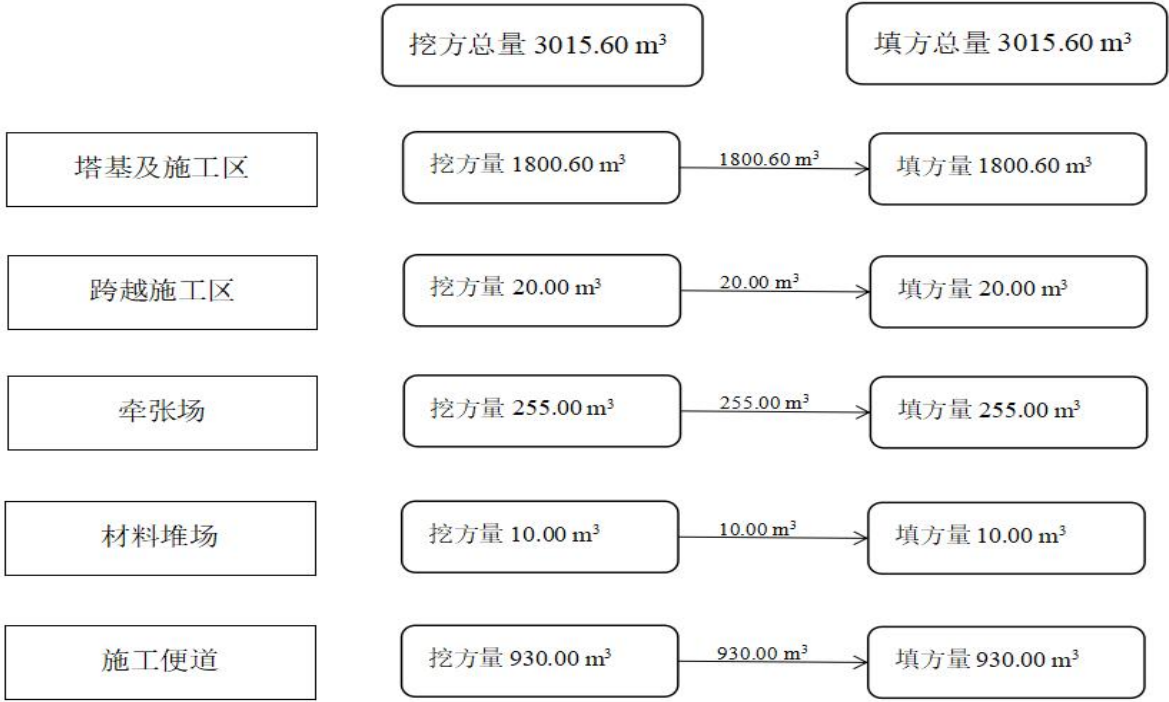 挖方总量 3015.60 m³ 填方总量 3015.60 m³
塔基及施工区 挖方量 1800.60 m³ 1800.60 m³ 填方量 1800.60 m³
跨越施工区 挖方量 20.00 m³ 20.00 m³ 填方量 20.00 m³
牵张场 挖方量 255.00 m³ 255.00 m³ 填方量 255.00 m³
材料堆场 挖方量 10.00 m³ 10.00 m³ 填方量 10.00 m³
施工便道 挖方量 930.00 m³ 930.00 m³ 填方量 930.00 m³